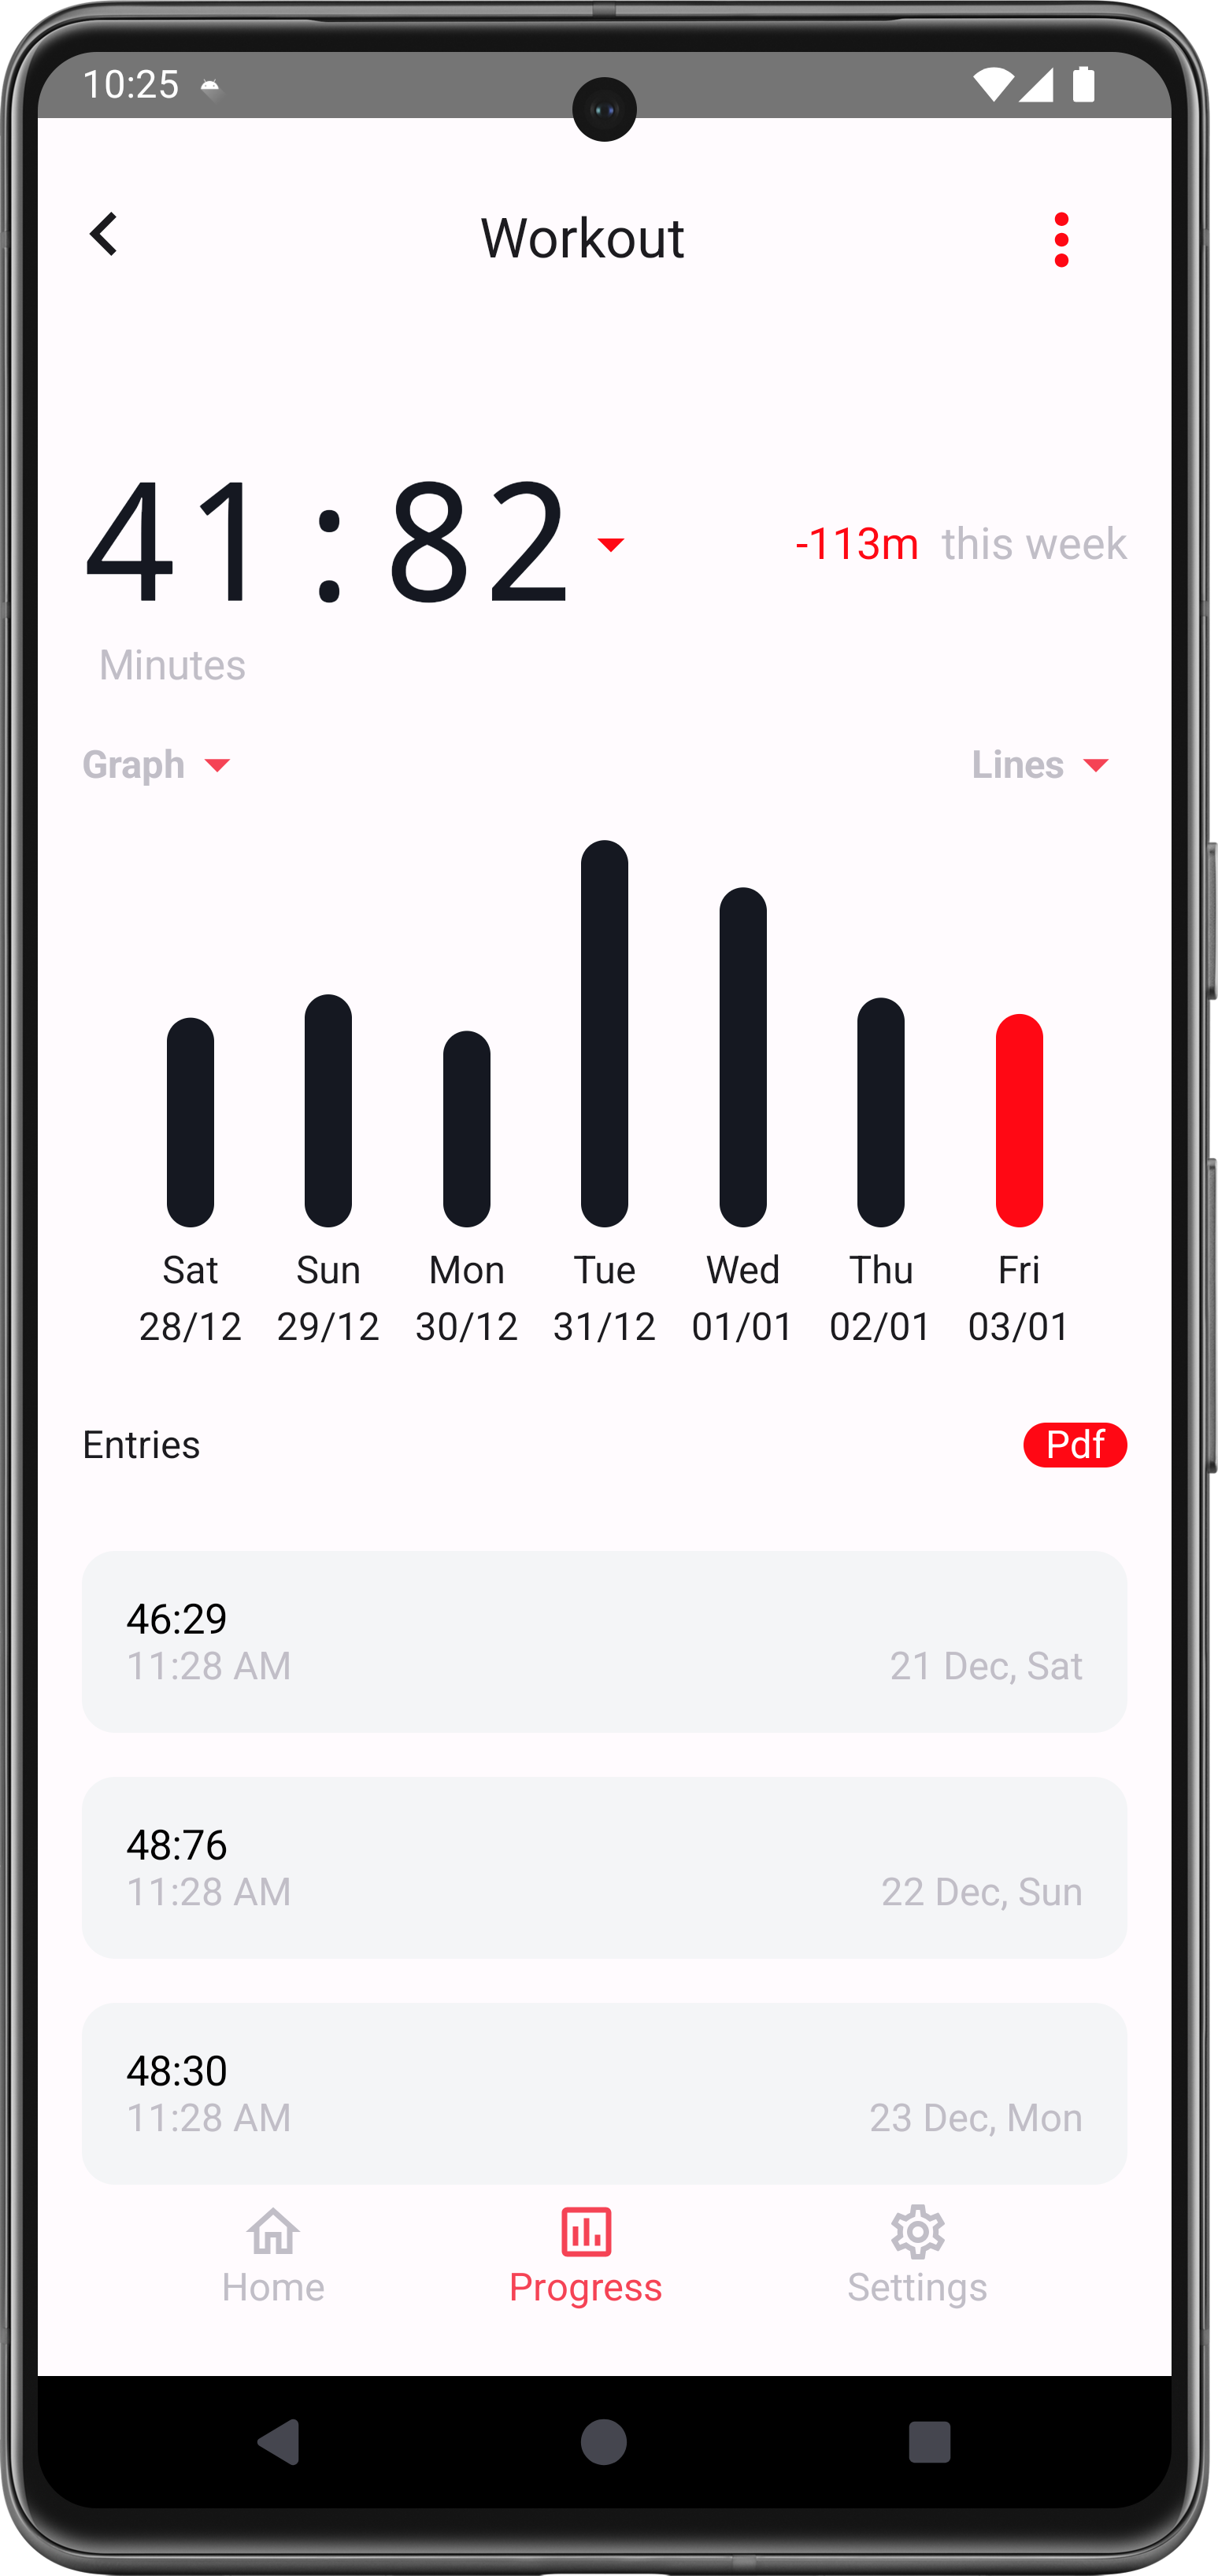 10:25
Workout
41:82
-113m this week
Minutes
Graph Lines
Sat Sun Mon Tue Wed Thu Fri
28/12 29/12 30/12 31/12 01/01 02/01 03/01
Entries Pdf
46:29
11:28 AM 21 Dec, Sat
48:76
11:28 AM 22 Dec, Sun
48:30
11:28 AM 23 Dec, Mon
Home Progress Settings